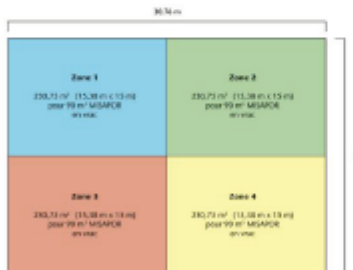 30,76 m
Zone 1
230,73 m² (15,38 m x 15 m)
pour 99 m³ MISAPOR
en vrac
Zone 2
230,73 m² (15,38 m x 15 m)
pour 99 m³ MISAPOR
en vrac
Zone 3
230,73 m² (15,38 m x 15 m)
pour 99 m³ MISAPOR
en vrac
Zone 4
230,73 m² (15,38 m x 15 m)
pour 99 m³ MISAPOR
en vrac